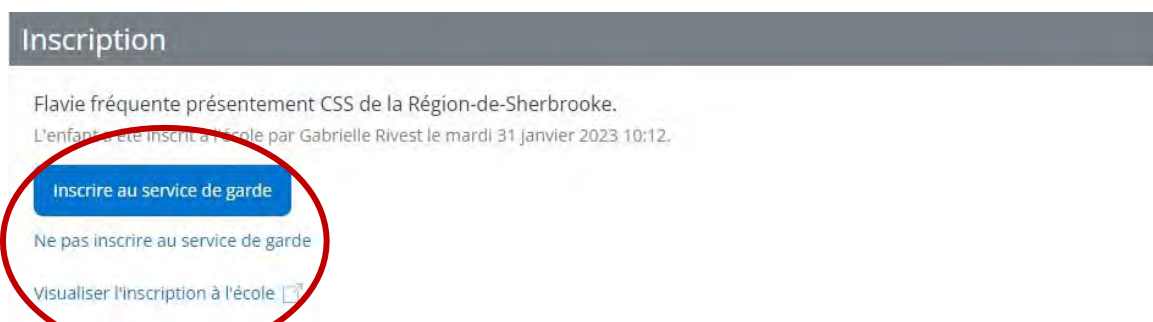 Inscription
Flavie fréquente présentement CSS de la Région-de-Sherbrooke.
L'enfant a été inscrit à l'école par Gabrielle Rivest le mardi 31 janvier 2023 10:12.
Inscrire au service de garde
Ne pas inscrire au service de garde
Visualiser l'inscription à l'école